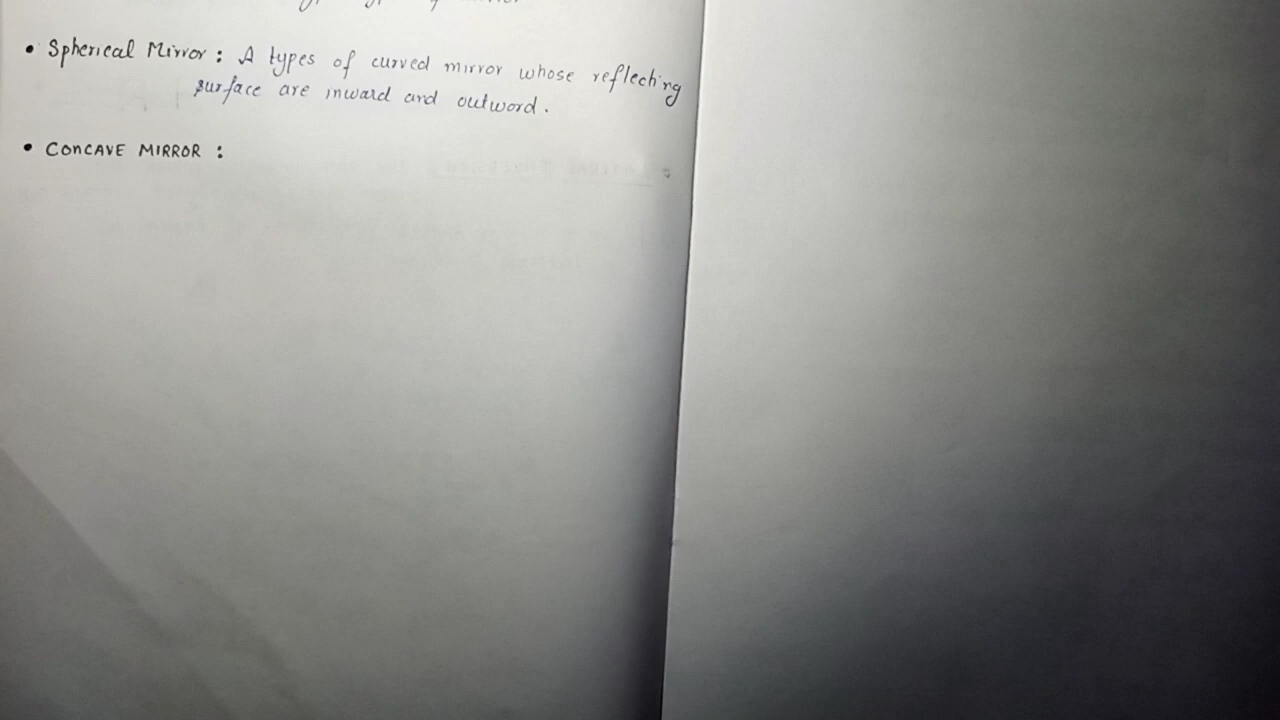 • Spherical Mirror : A types of curved mirror whose reflecting
surface are inward and outword.
• CONCAVE MIRROR :